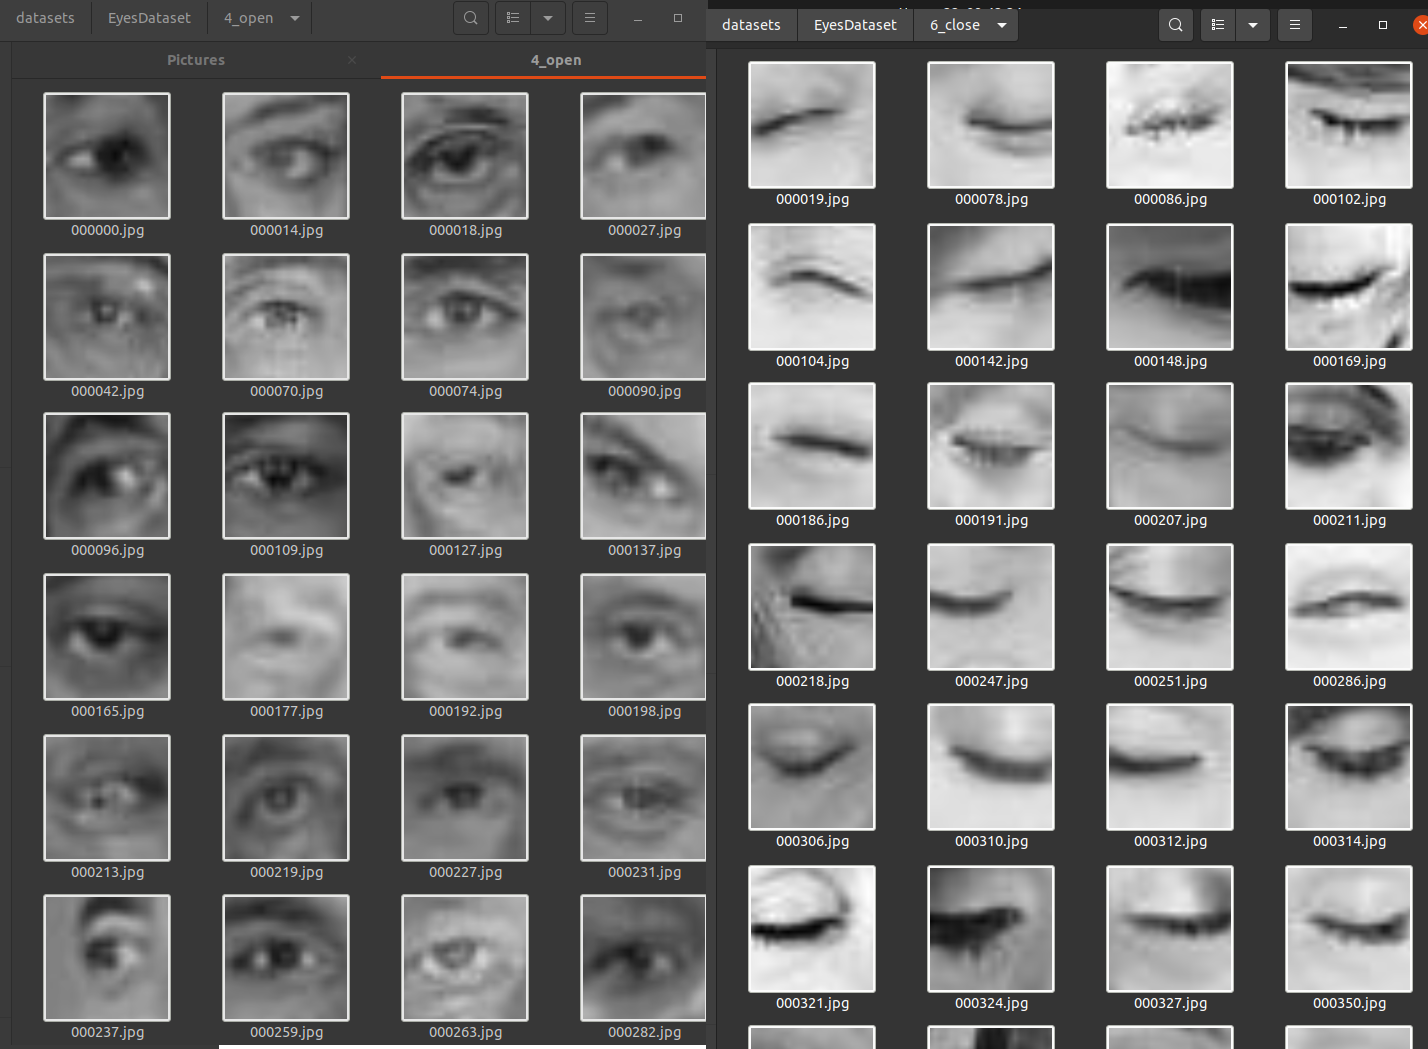 datasets EyesDataset 4_open
Pictures 4_open
000000.jpg 000014.jpg 000018.jpg 000027.jpg
000042.jpg 000070.jpg 000074.jpg 000090.jpg
000096.jpg 000109.jpg 000127.jpg 000137.jpg
000165.jpg 000177.jpg 000192.jpg 000198.jpg
000213.jpg 000219.jpg 000227.jpg 000231.jpg
000237.jpg 000259.jpg 000263.jpg 000282.jpg
datasets EyesDataset 6_close
000019.jpg 000078.jpg 000086.jpg 000102.jpg
000104.jpg 000142.jpg 000148.jpg 000169.jpg
000186.jpg 000191.jpg 000207.jpg 000211.jpg
000218.jpg 000247.jpg 000251.jpg 000286.jpg
000306.jpg 000310.jpg 000312.jpg 000314.jpg
000321.jpg 000324.jpg 000327.jpg 000350.jpg